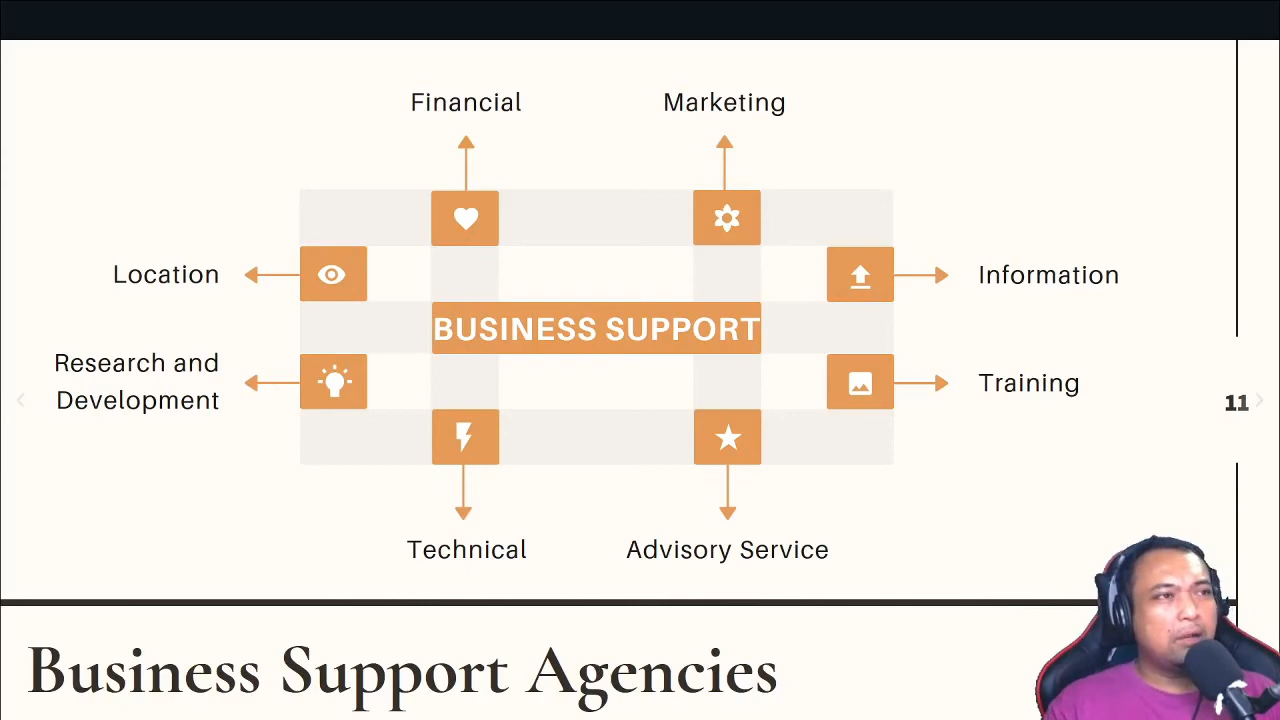 Financial
Marketing
Location
Information
BUSINESS SUPPORT
Research and
Development
Training
11
Technical
Advisory Service
Business Support Agencies